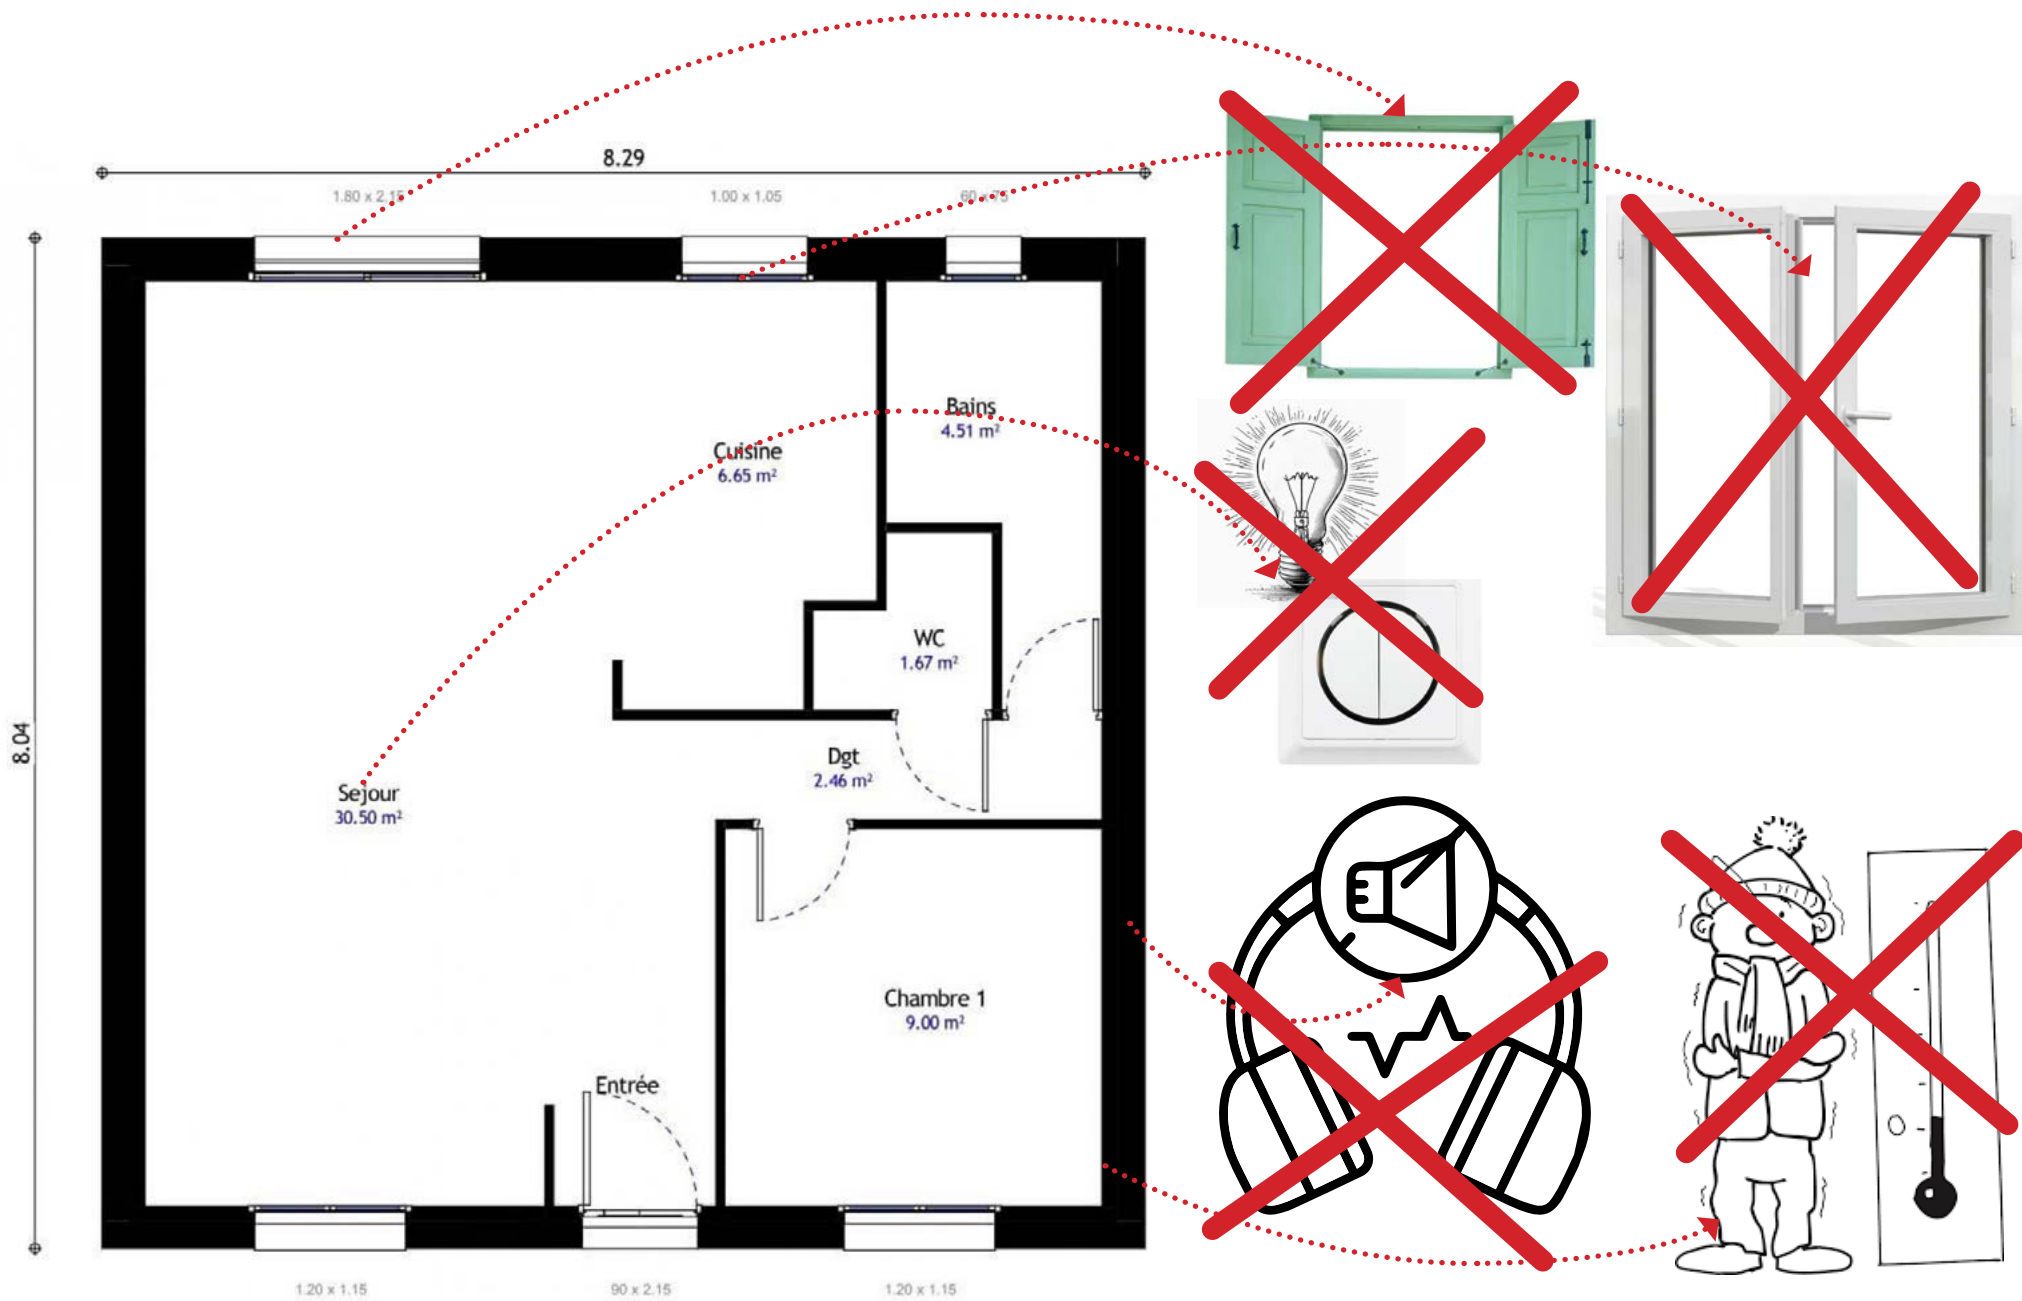 8.29
1.80 x 2.15
1.00 x 1.05
60 x 75
8.04
Bains
4.51 m²
Cuisine
6.65 m²
WC
1.67 m²
Dgt
2.46 m²
Sejour
30.50 m²
Chambre 1
9.00 m²
Entrée
1.20 x 1.15
90 x 2.15
1.20 x 1.15